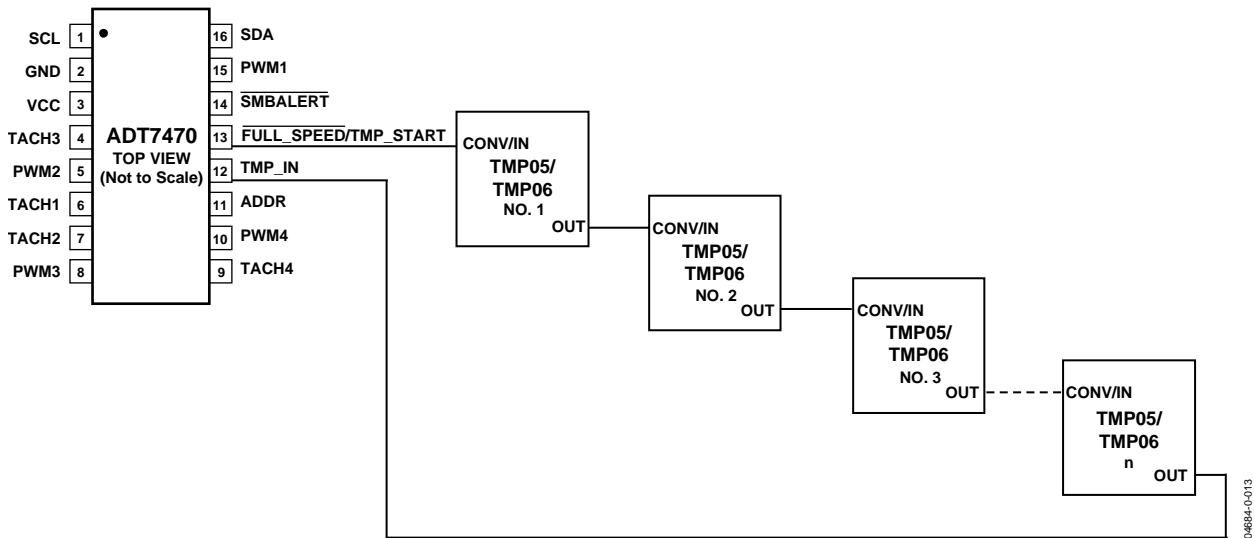 SCL 1
GND 2
VCC 3
TACH3 4
PWM2 5
TACH1 6
TACH2 7
PWM3 8
ADT7470
TOP VIEW
(Not to Scale)
16 SDA
15 PWM1
14 SMBALERT
13 FULL_SPEED/TMP_START
12 TMP_IN
11 ADDR
10 PWM4
9 TACH4
CONV/IN
TMP05/
TMP06
NO. 1
OUT
CONV/IN
TMP05/
TMP06
NO. 2
OUT
CONV/IN
TMP05/
TMP06
NO. 3
OUT
CONV/IN
TMP05/
TMP06
n
OUT
04684-0-013